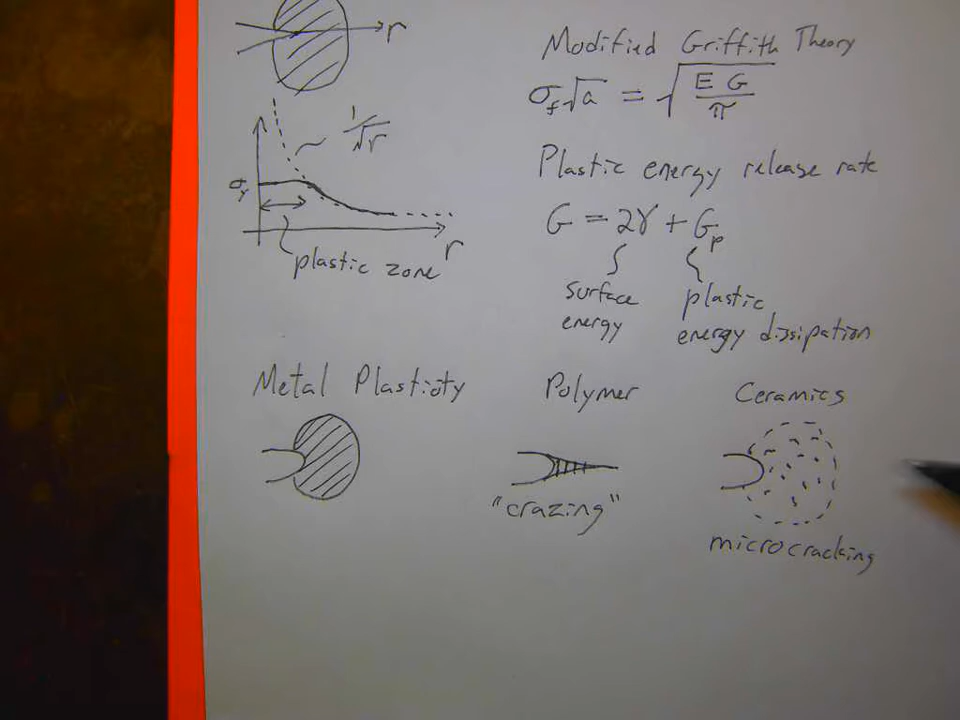 r
1/√r
σy
r
plastic zone
Modified Griffith Theory
σf√a = √(E G / π)
Plastic energy release rate
G = 2γ + Gp
surface
energy
plastic
energy dissipation
Metal Plasticity
Polymer
"crazing"
Ceramics
microcracking